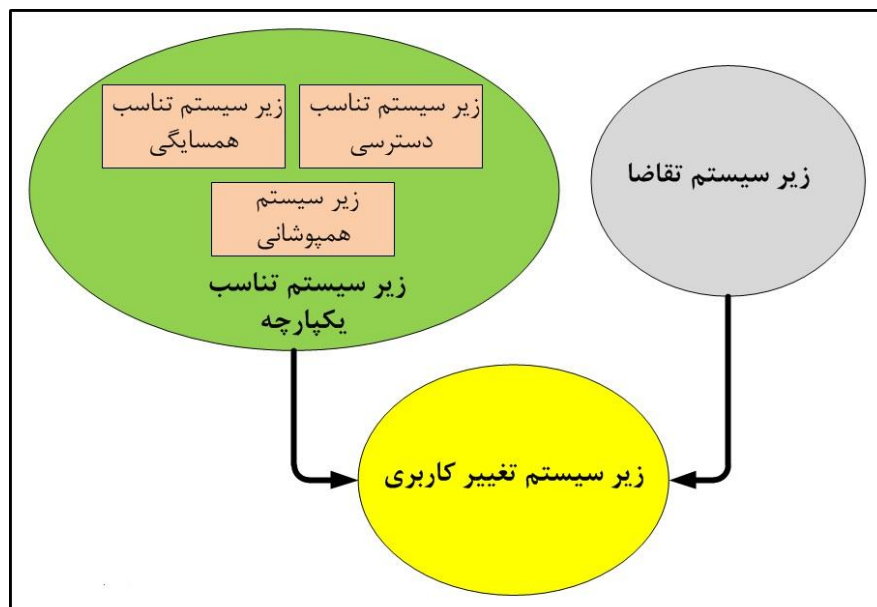 زیر سیستم تناسب
دسترسی
زیر سیستم تناسب
همسایگی
زیر سیستم
همپوشانی
زیر سیستم تناسب
یکپارچه
زیر سیستم تقاضا
زیر سیستم تغییر کاربری